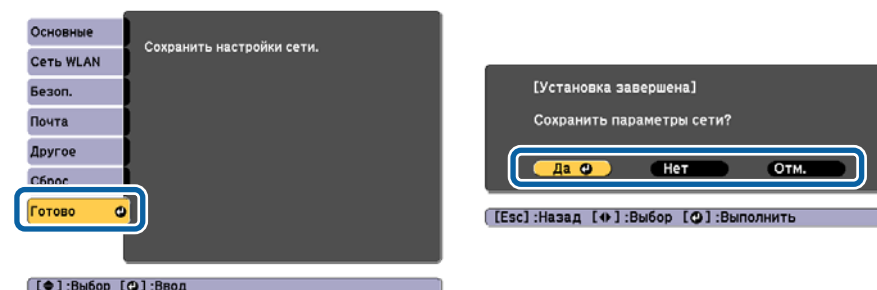 Основные
Сеть WLAN
Безоп.
Почта
Другое
Сброс
Готово
Сохранить настройки сети.
[◆]:Выбор [↵]:Ввод
[Установка завершена]
Сохранить параметры сети?
Да ↵ Нет Отм.
[Esc]:Назад [◆]:Выбор [↵]:Выполнить